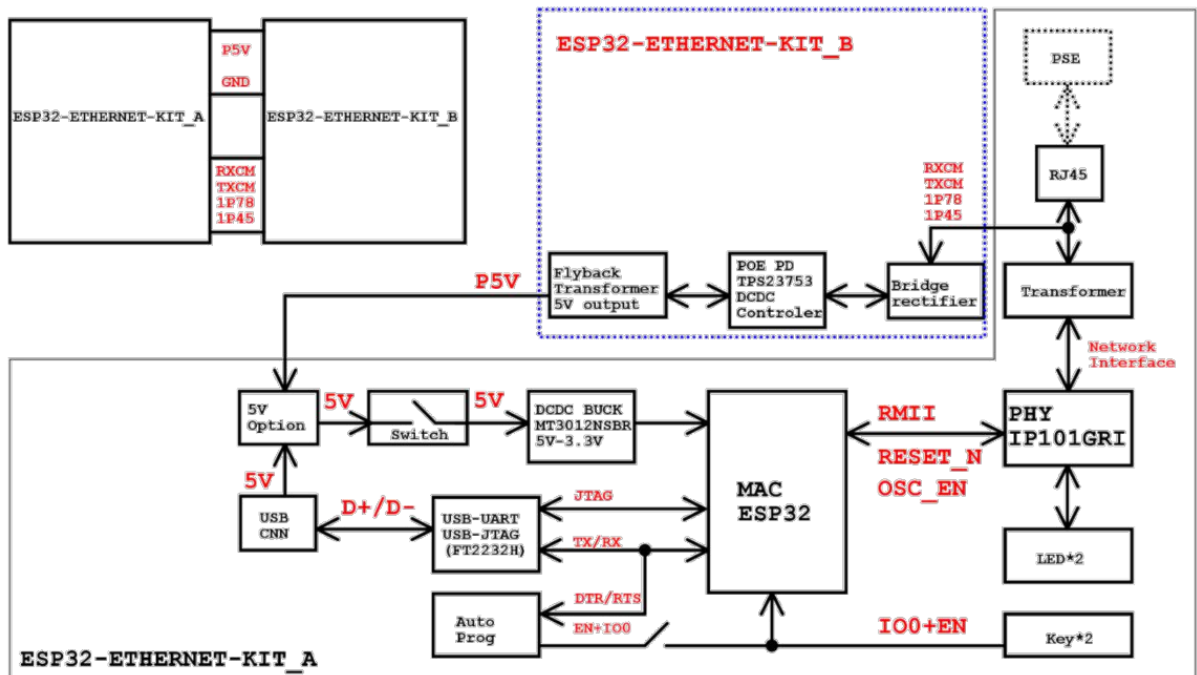 P5V
GND
ESP32-ETHERNET-KIT_A
ESP32-ETHERNET-KIT_B
RXCM
TXCM
1P78
1P45
ESP32-ETHERNET-KIT_B
PSE
RJ45
RXCM
TXCM
1P78
1P45
P5V
Flyback
Transformer
5V output
POE PD
TPS23753
DCDC
Controler
Bridge
rectifier
Transformer
Network
Interface
5V
Option
5V
Switch
5V
DCDC BUCK
MT3012NSBR
5V-3.3V
MAC
ESP32
RMII
RESET_N
OSC_EN
PHY
IP101GRI
5V
USB
CNN
D+/D-
USB-UART
USB-JTAG
(FT2232H)
JTAG
TX/RX
DTR/RTS
EN+IO0
Auto
Prog
LED*2
IO0+EN
Key*2
ESP32-ETHERNET-KIT_A